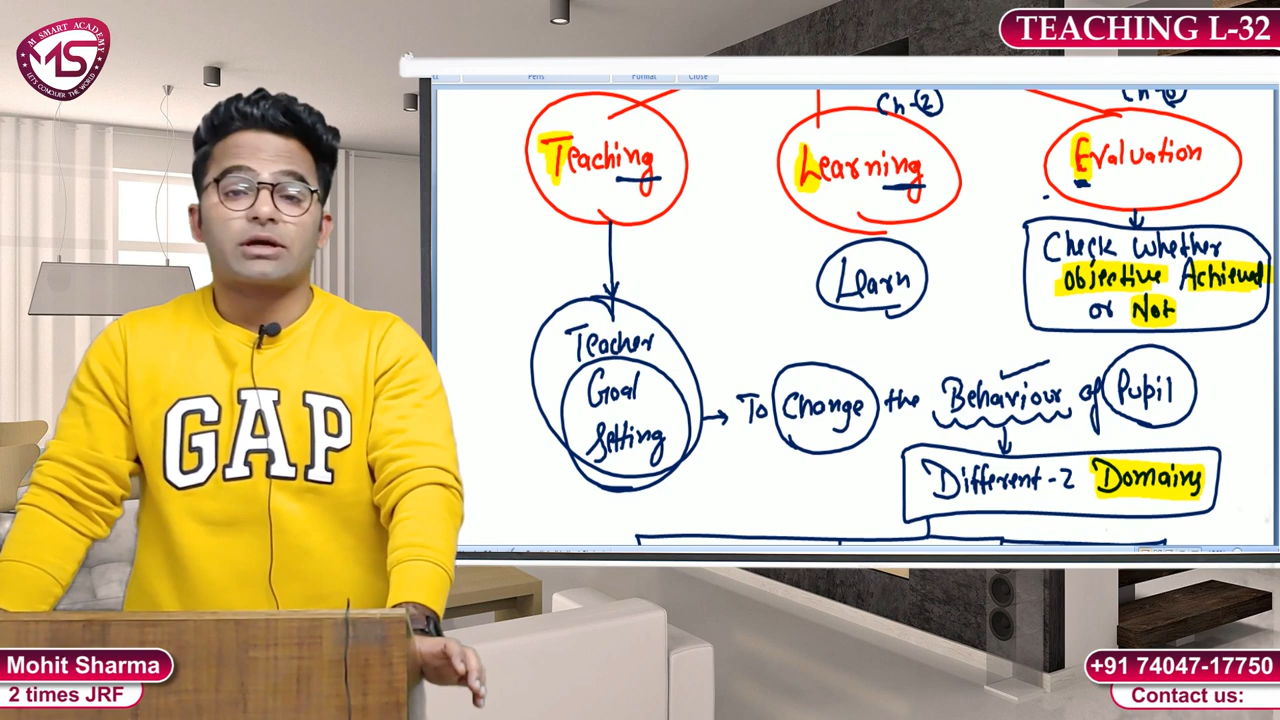 M SMART ACADEMY
MS
LET'S CONQUER THE WORLD
TEACHING L-32
Pens
Format
Close
Ch-②
Teaching
Learning
Evaluation
Learn
Check whether
objective Achieved
or Not
Teacher
Goal
Setting
To Change the Behaviour of Pupil
Different-2 Domains
GAP
Mohit Sharma
2 times JRF
+91 74047-17750
Contact us: